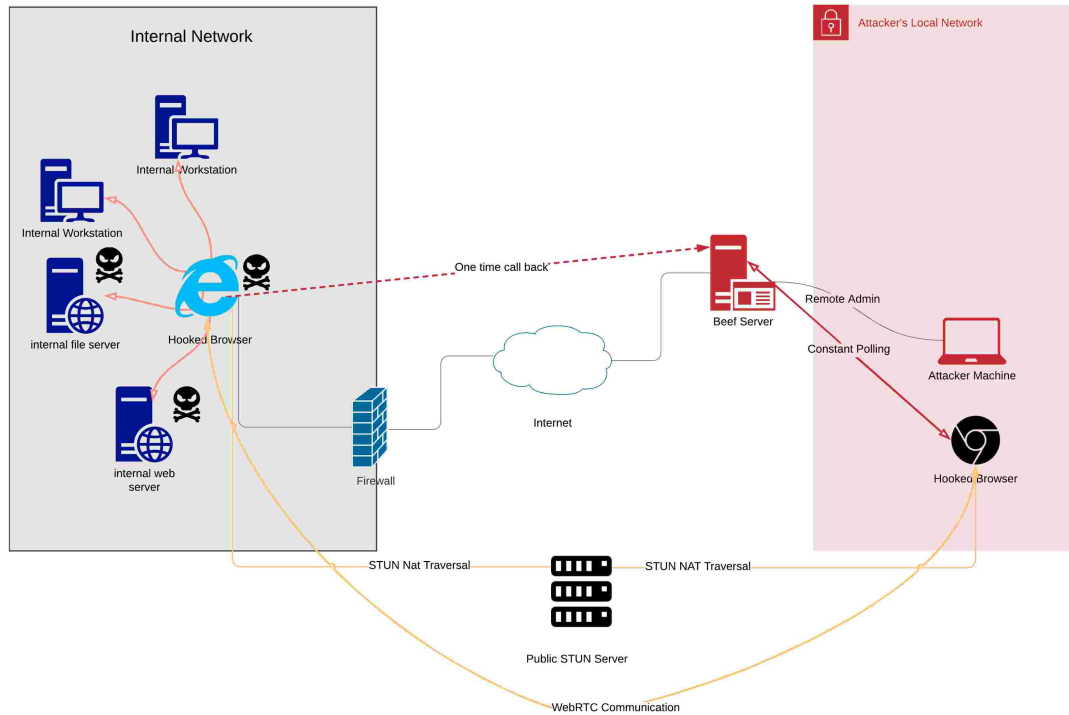 Internal Network
Attacker's Local Network
Internal Workstation
Internal Workstation
One time call back
internal file server
Hooked Browser
Beef Server
Remote Admin
Constant Polling
Attacker Machine
Internet
internal web
server
Firewall
Hooked Browser
STUN Nat Traversal
STUN NAT Traversal
Public STUN Server
WebRTC Communication